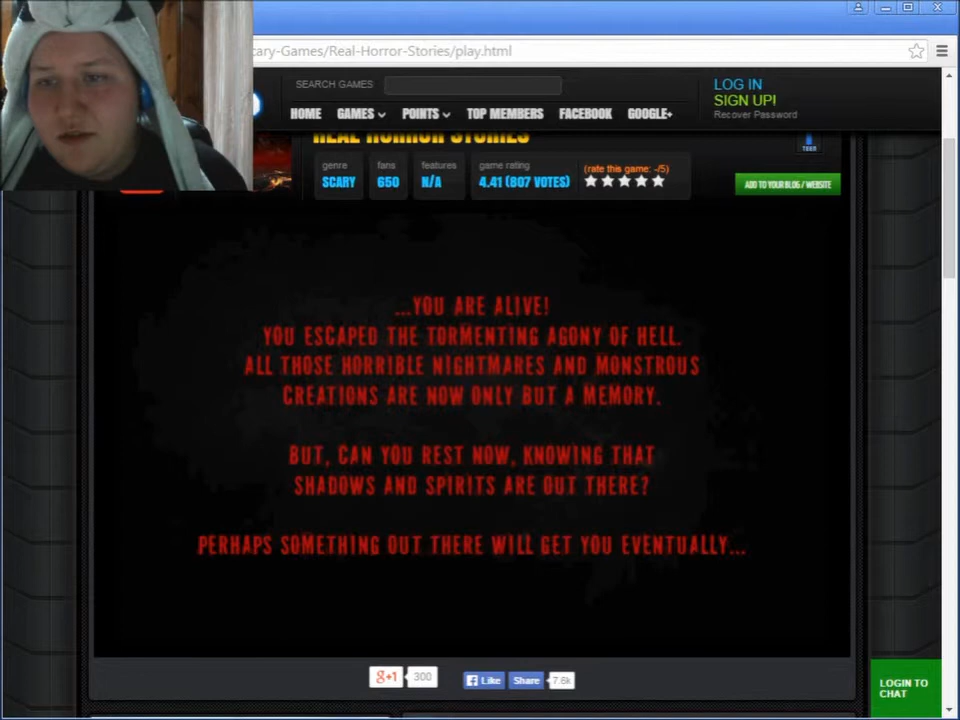 cary-Games/Real-Horror-Stories/play.html
SEARCH GAMES
LOG IN
SIGN UP!
Recover Password
HOME GAMES POINTS TOP MEMBERS FACEBOOK GOOGLE+
REAL HORROR STORIES
genre fans features game rating (rate this game: -/5)
SCARY 650 N/A 4.41 (807 VOTES)
ADD TO YOUR BLOG / WEBSITE
...YOU ARE ALIVE!
YOU ESCAPED THE TORMENTING AGONY OF HELL.
ALL THOSE HORRIBLE NIGHTMARES AND MONSTROUS
CREATIONS ARE NOW ONLY BUT A MEMORY.
BUT, CAN YOU REST NOW, KNOWING THAT
SHADOWS AND SPIRITS ARE OUT THERE?
PERHAPS SOMETHING OUT THERE WILL GET YOU EVENTUALLY...
g+1 300 Like Share 7.6k
LOGIN TO
CHAT